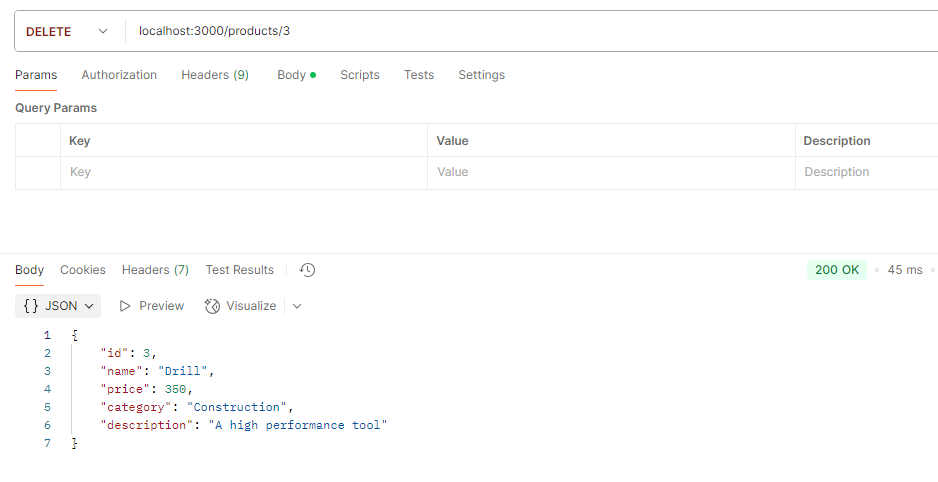 DELETE localhost:3000/products/3
Params Authorization Headers (9) Body Scripts Tests Settings
Query Params
Key Value Description
Key Value Description
Body Cookies Headers (7) Test Results 200 OK 45 ms
{} JSON Preview Visualize
1 {
2 "id": 3,
3 "name": "Drill",
4 "price": 350,
5 "category": "Construction",
6 "description": "A high performance tool"
7 }